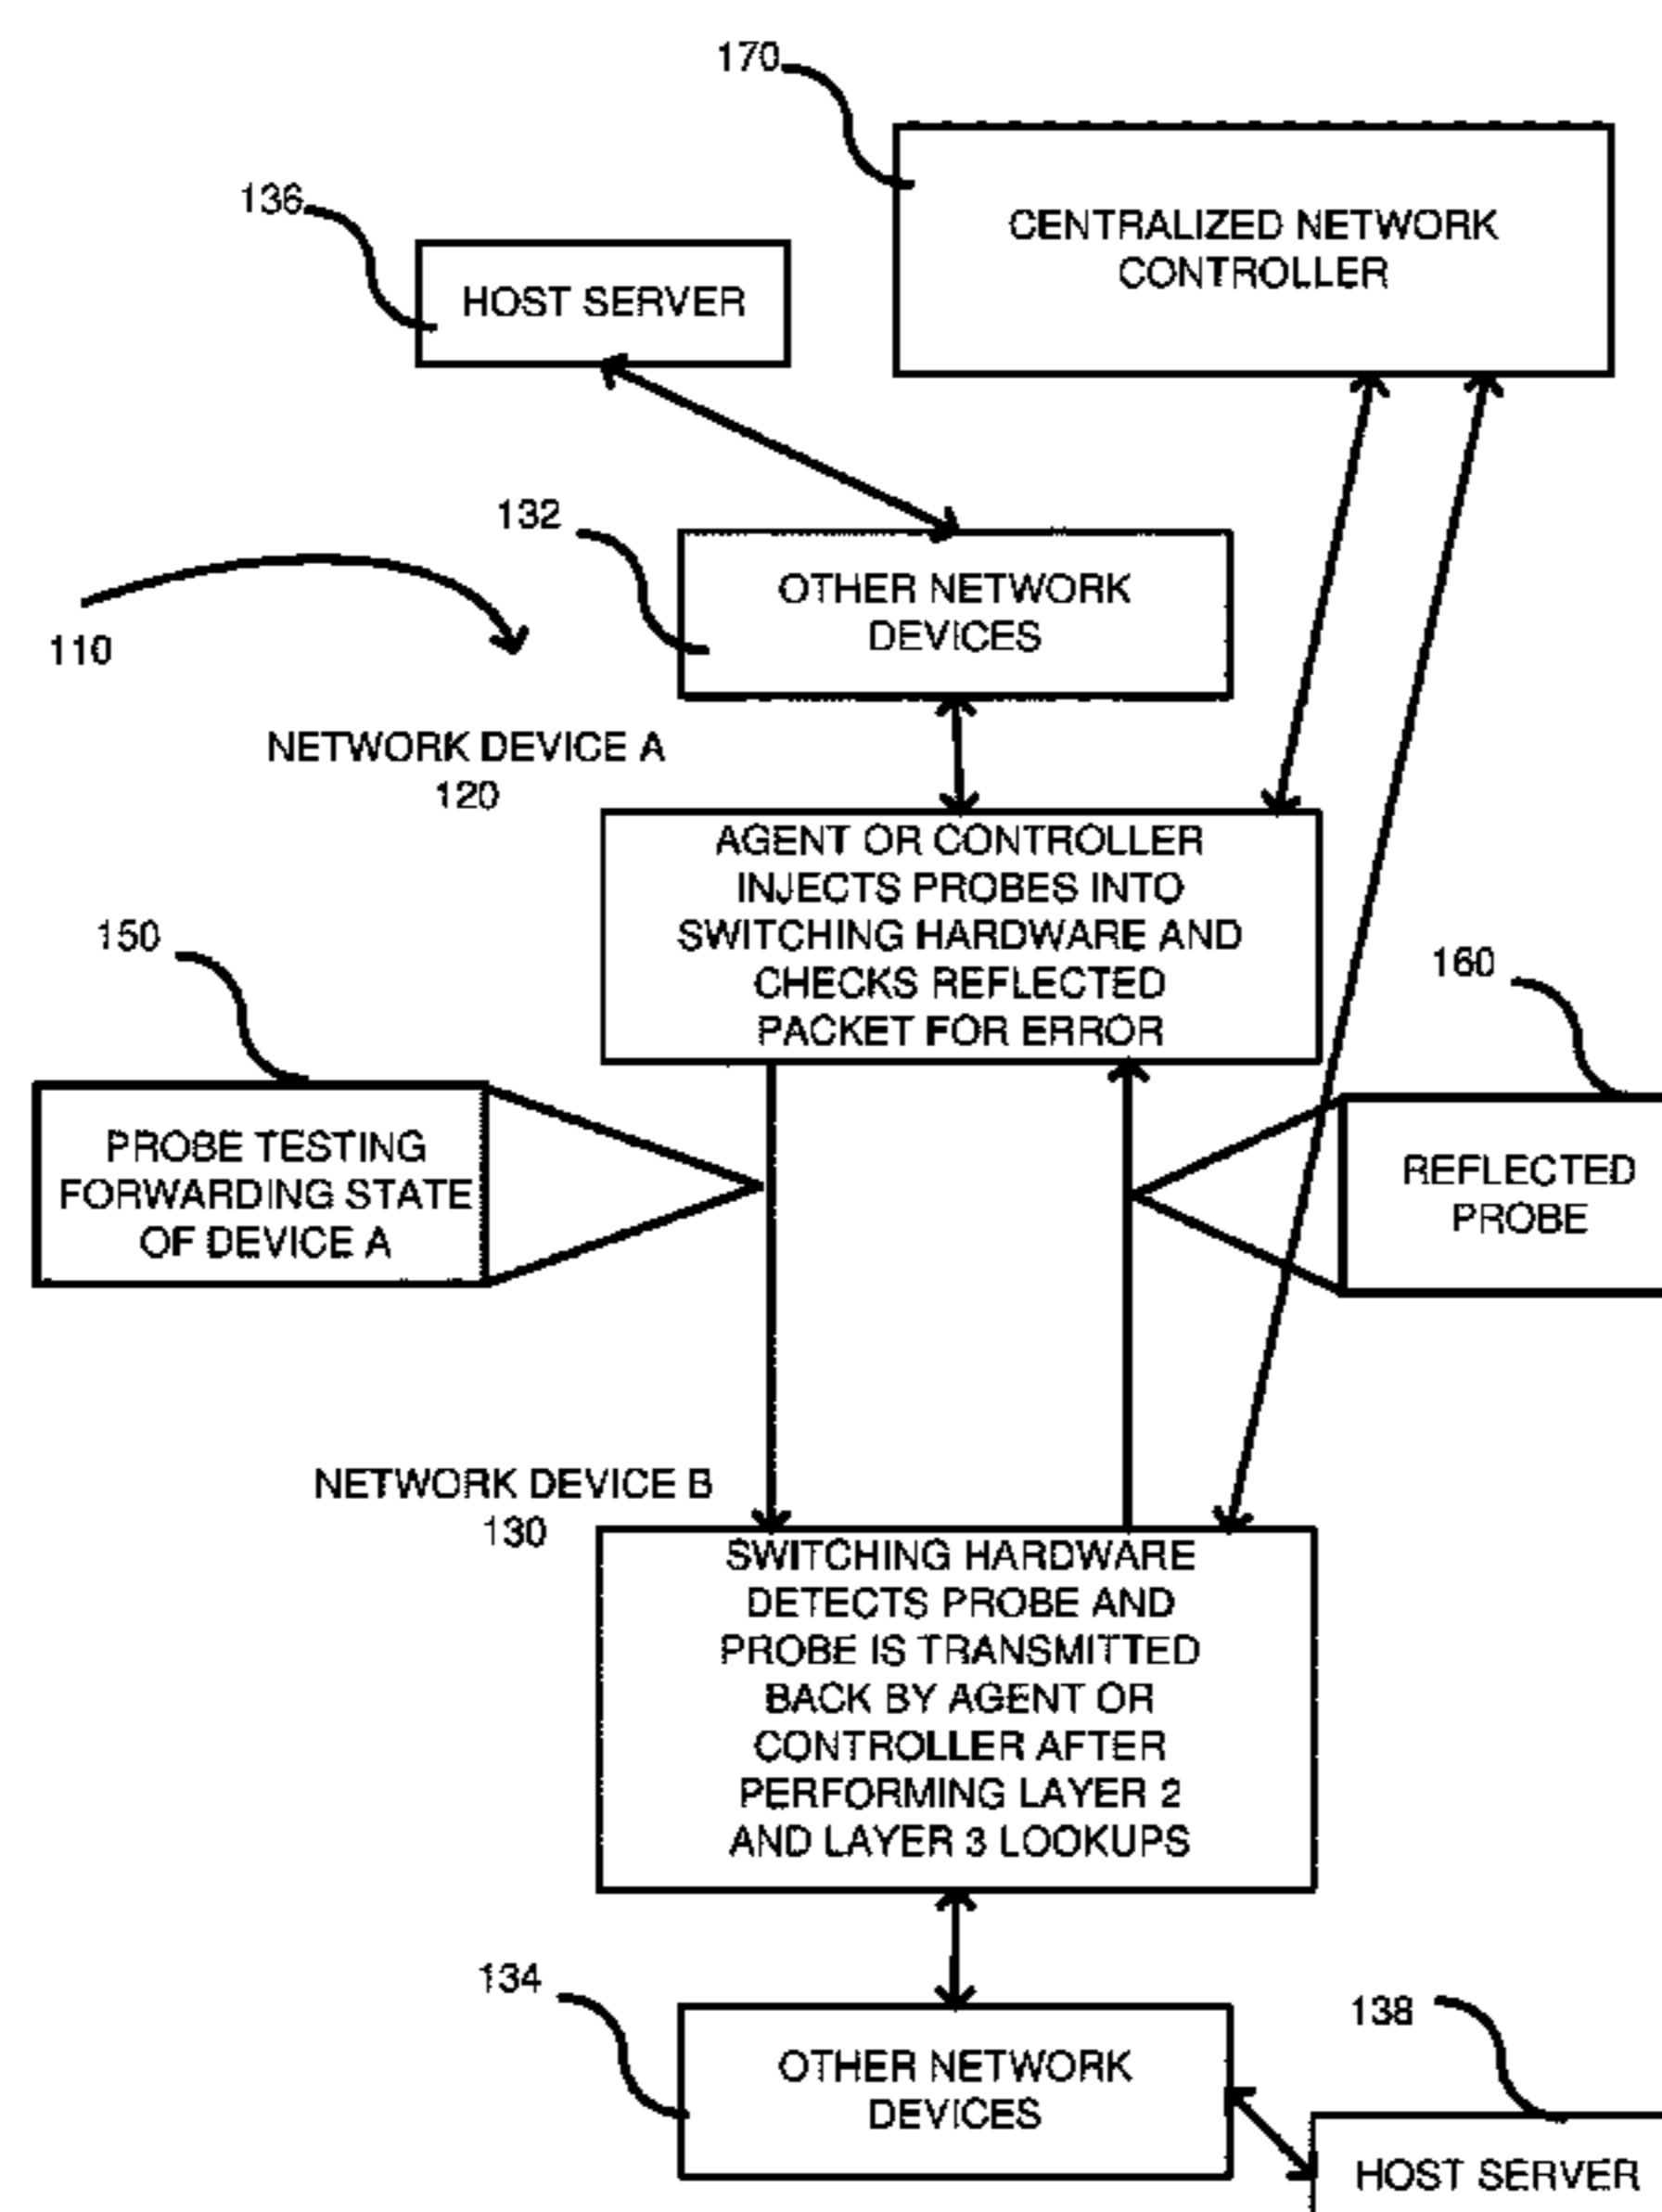 170
136
CENTRALIZED NETWORK
CONTROLLER
HOST SERVER
132
OTHER NETWORK
DEVICES
110
NETWORK DEVICE A
120
AGENT OR CONTROLLER
INJECTS PROBES INTO
SWITCHING HARDWARE AND
CHECKS REFLECTED
PACKET FOR ERROR
150
160
PROBE TESTING
FORWARDING STATE
OF DEVICE A
REFLECTED
PROBE
NETWORK DEVICE B
130
SWITCHING HARDWARE
DETECTS PROBE AND
PROBE IS TRANSMITTED
BACK BY AGENT OR
CONTROLLER AFTER
PERFORMING LAYER 2
AND LAYER 3 LOOKUPS
134
138
OTHER NETWORK
DEVICES
HOST SERVER